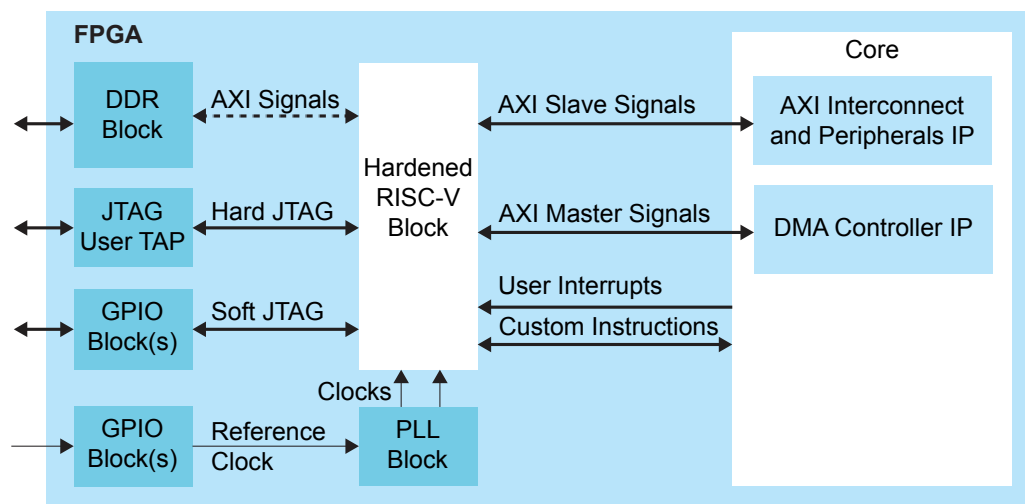 FPGA
Core
DDR
Block
AXI Signals
Hardened
RISC-V
Block
AXI Slave Signals
AXI Interconnect
and Peripherals IP
JTAG
User TAP
Hard JTAG
AXI Master Signals
DMA Controller IP
User Interrupts
GPIO
Block(s)
Soft JTAG
Custom Instructions
Clocks
GPIO
Block(s)
Reference
Clock
PLL
Block